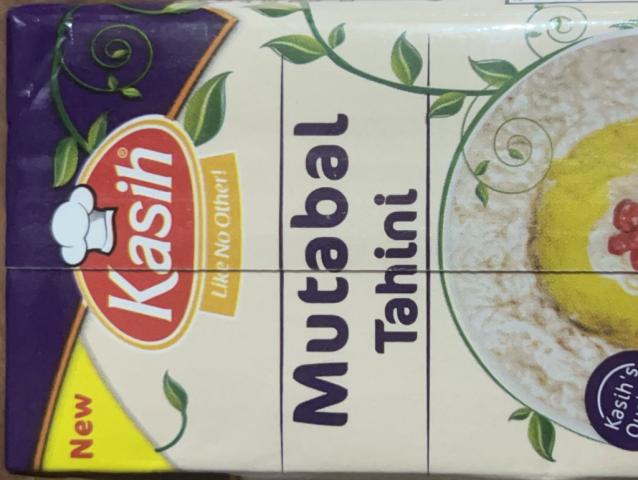 New
Kasih®
Like No Other!
Mutabal
Tahini
Kasih's